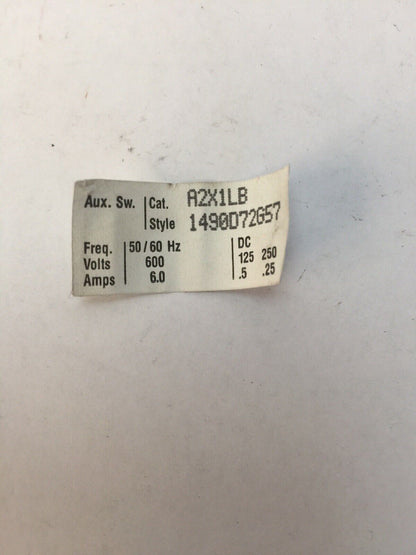 Aux. Sw. Cat. A2X1LB
Style 1490D72G57
Freq. 50/60 Hz DC
Volts 600 125 250
Amps 6.0 .5 .25